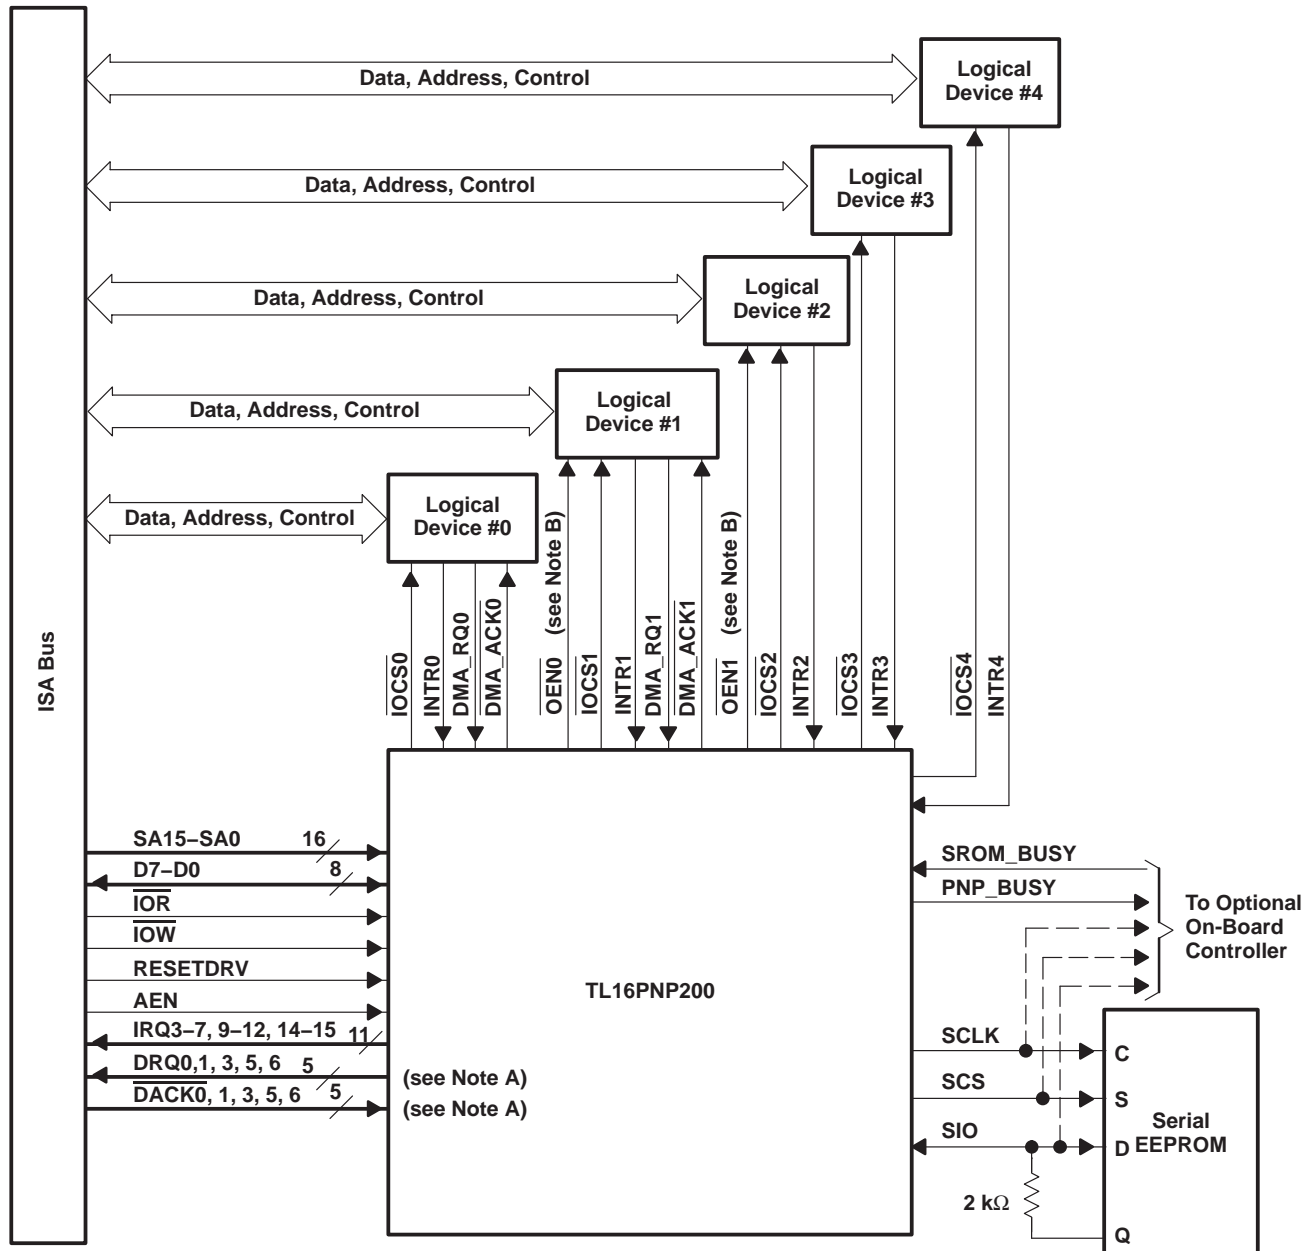 Logical
Device #4
Data, Address, Control
Logical
Device #3
Data, Address, Control
Logical
Device #2
Data, Address, Control
Logical
Device #1
Data, Address, Control
Logical
Device #0
Data, Address, Control
ISA Bus
IOCS0
INTR0
DMA_RQ0
DMA_ACK0
OEN0 (see Note B)
IOCS1
INTR1
DMA_RQ1
DMA_ACK1
OEN1 (see Note B)
IOCS2
INTR2
IOCS3
INTR3
IOCS4
INTR4
SA15–SA0 16
D7–D0 8
IOR
IOW
RESETDRV
AEN
IRQ3–7, 9–12, 14–15 11
DRQ0,1, 3, 5, 6 5
DACK0, 1, 3, 5, 6 5
(see Note A)
(see Note A)
TL16PNP200
SROM_BUSY
PNP_BUSY
To Optional
On-Board
Controller
SCLK
SCS
SIO
2 kΩ
C
S
D
Q
Serial
EEPROM